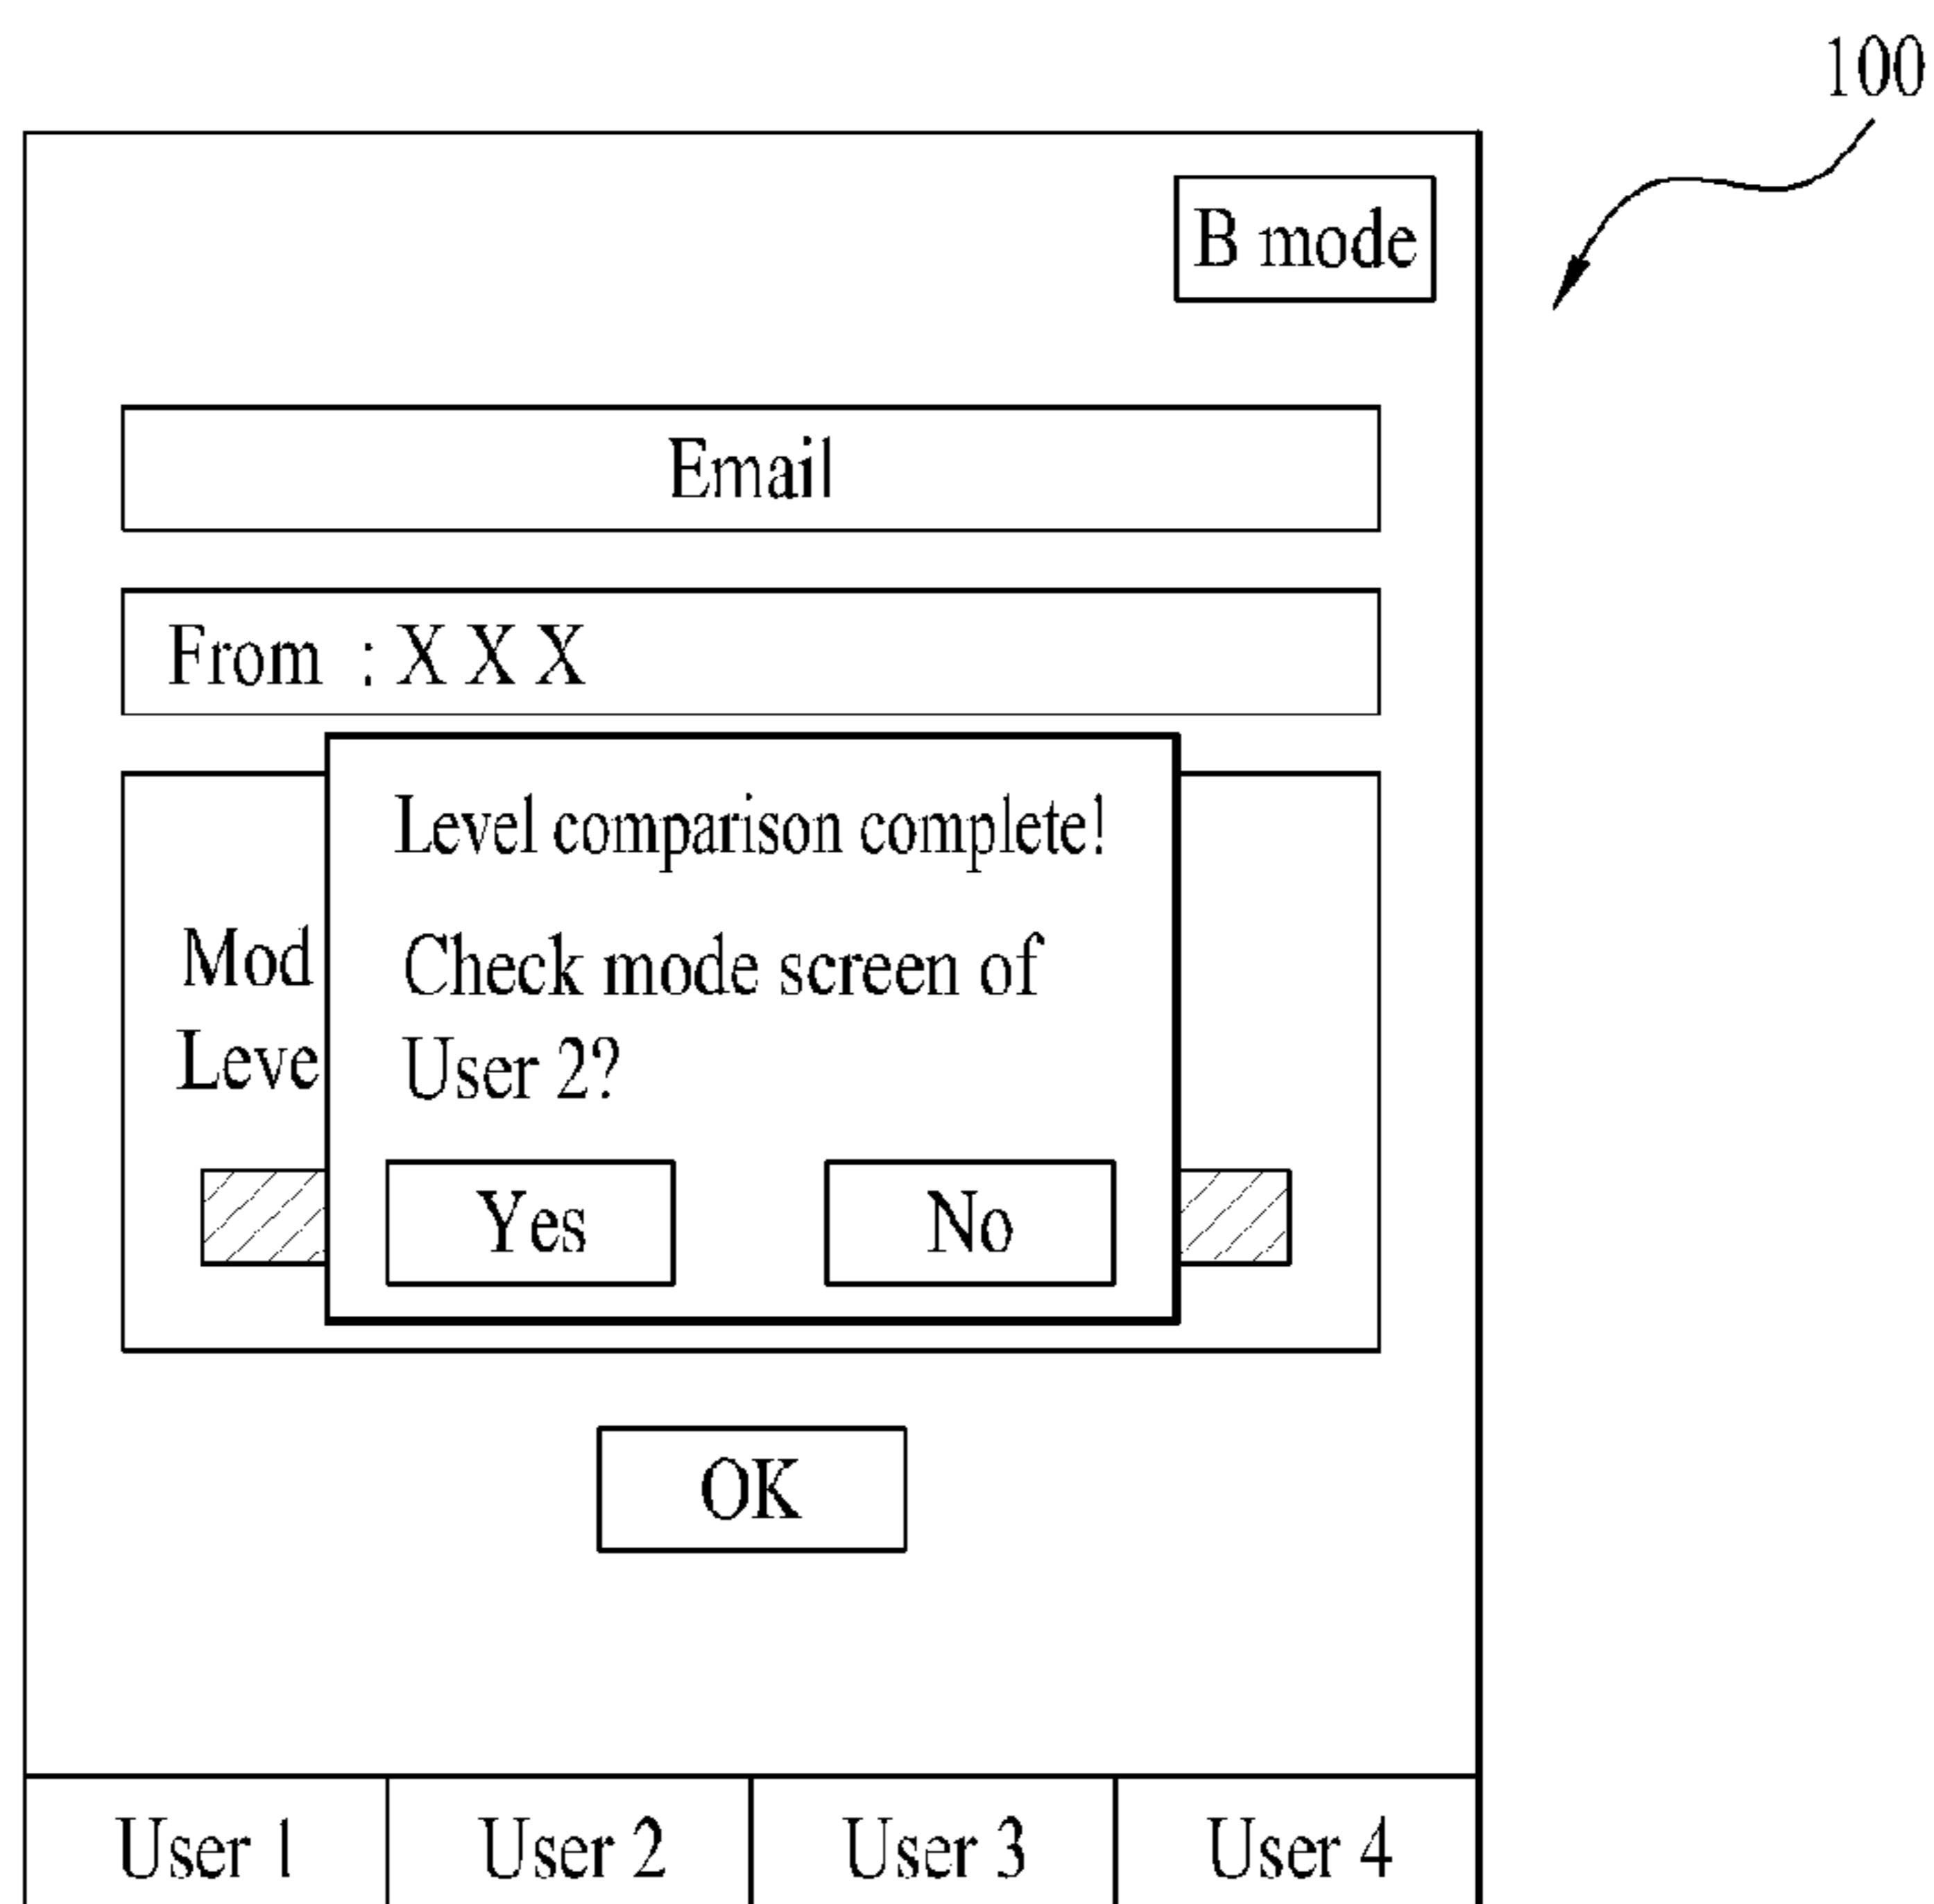 100
B mode
Email
From : X X X
Level comparison complete!
Mod
Check mode screen of
Leve
User 2?
Yes
No
OK
User 1
User 2
User 3
User 4